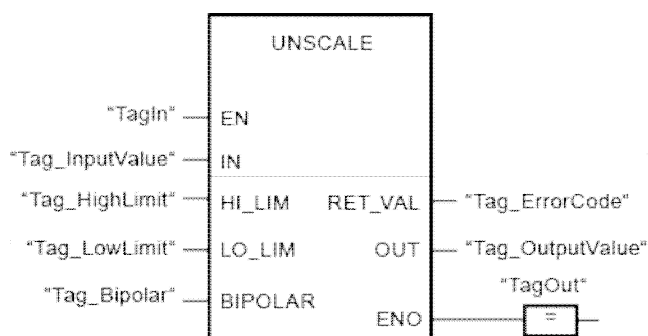 UNSCALE
"TagIn" EN
"Tag_InputValue" IN
"Tag_HighLimit" HI_LIM RET_VAL "Tag_ErrorCode"
"Tag_LowLimit" LO_LIM OUT "Tag_OutputValue"
"TagOut"
"Tag_Bipolar" BIPOLAR
ENO =